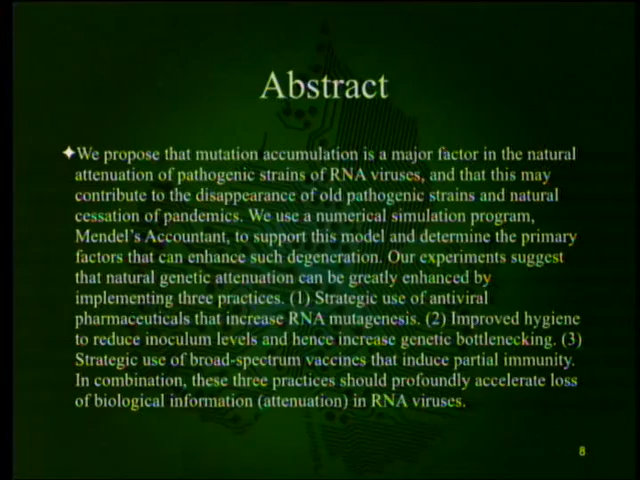 Abstract
We propose that mutation accumulation is a major factor in the natural
attenuation of pathogenic strains of RNA viruses, and that this may
contribute to the disappearance of old pathogenic strains and natural
cessation of pandemics. We use a numerical simulation program,
Mendel's Accountant, to support this model and determine the primary
factors that can enhance such degeneration. Our experiments suggest
that natural genetic attenuation can be greatly enhanced by
implementing three practices. (1) Strategic use of antiviral
pharmaceuticals that increase RNA mutagenesis. (2) Improved hygiene
to reduce inoculum levels and hence increase genetic bottlenecking. (3)
Strategic use of broad-spectrum vaccines that induce partial immunity.
In combination, these three practices should profoundly accelerate loss
of biological information (attenuation) in RNA viruses.
8